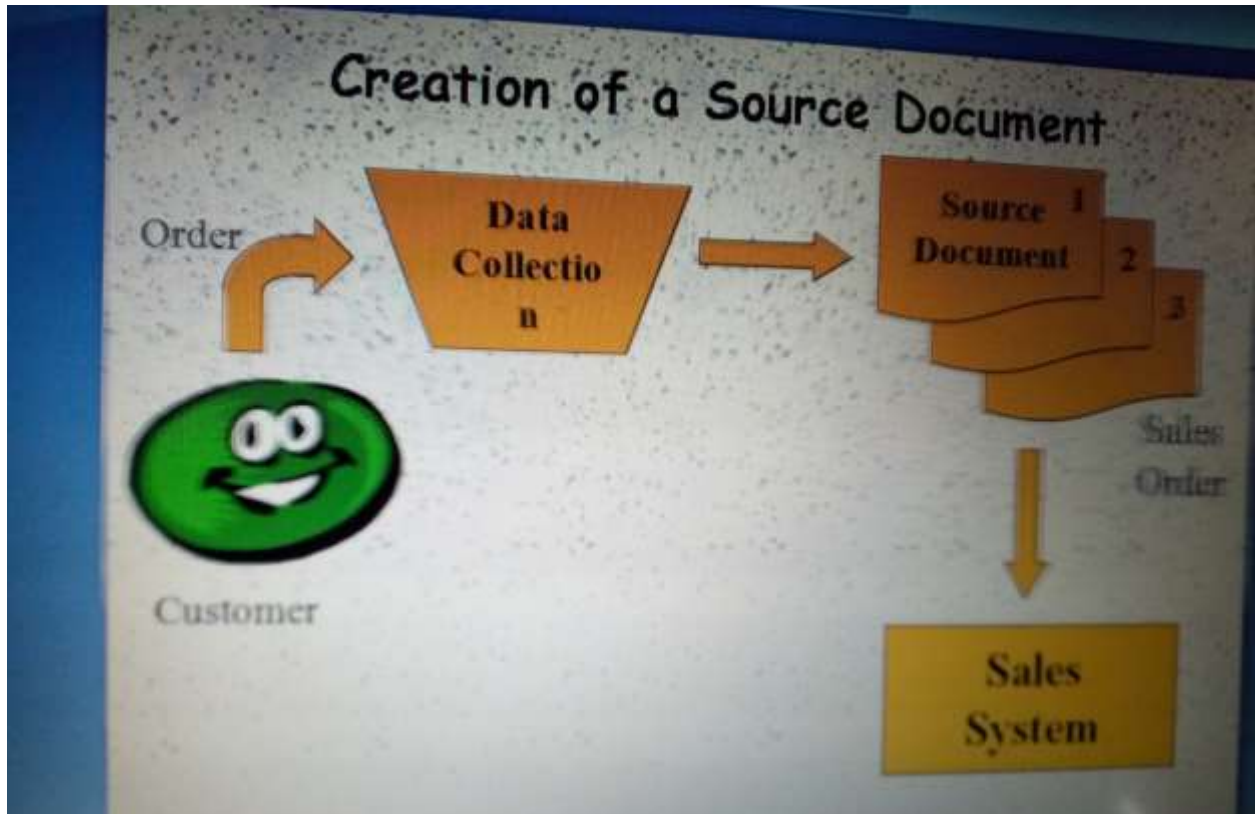 Creation of a Source Document
Order
Data
Collectio
n
Source 1
Document
2
3
Sales
Order
Customer
Sales
System